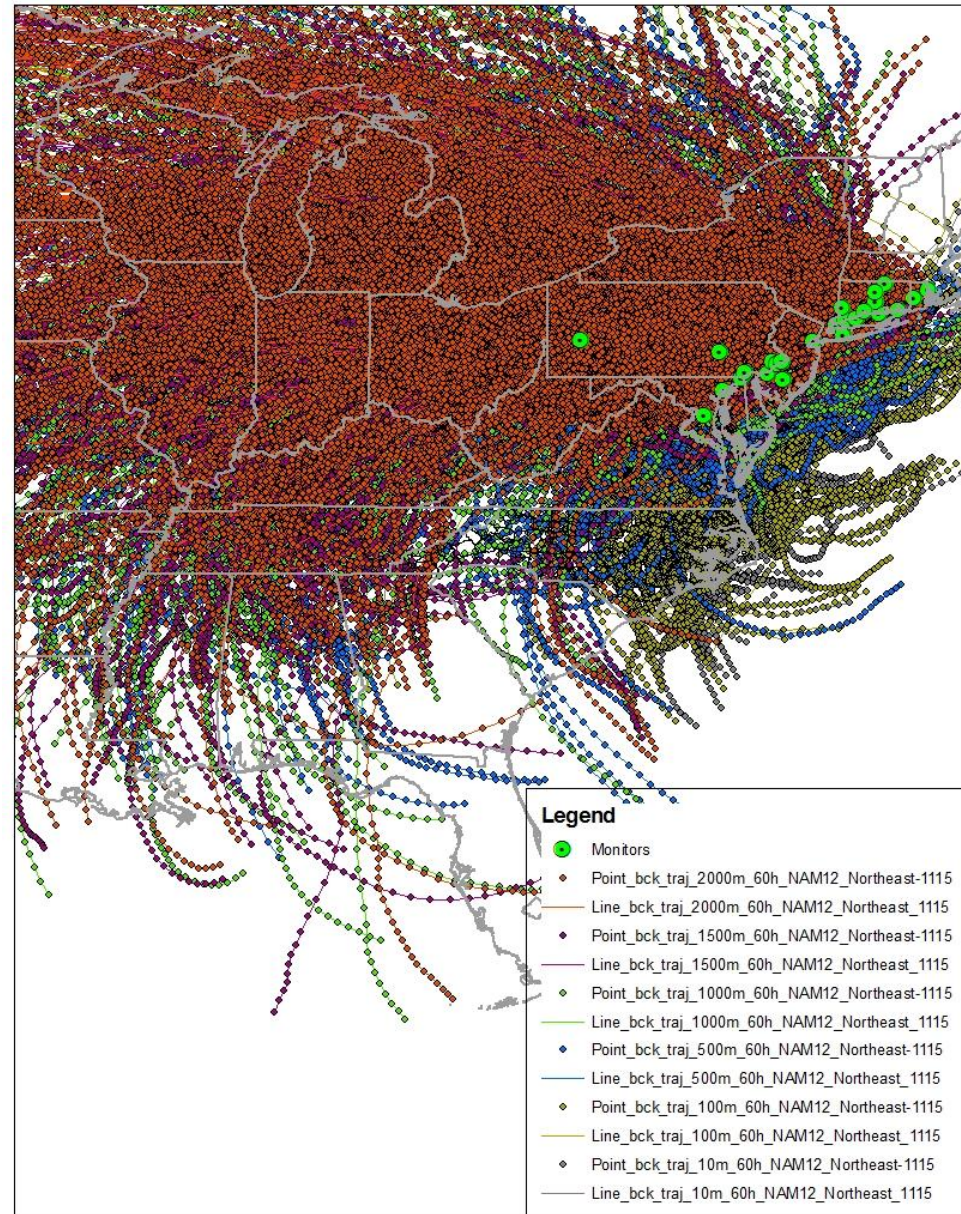 Legend
Monitors
Point_bck_traj_2000m_60h_NAM12_Northeast-1115
Line_bck_traj_2000m_60h_NAM12_Northeast_1115
Point_bck_traj_1500m_60h_NAM12_Northeast-1115
Line_bck_traj_1500m_60h_NAM12_Northeast_1115
Point_bck_traj_1000m_60h_NAM12_Northeast-1115
Line_bck_traj_1000m_60h_NAM12_Northeast_1115
Point_bck_traj_500m_60h_NAM12_Northeast-1115
Line_bck_traj_500m_60h_NAM12_Northeast_1115
Point_bck_traj_100m_60h_NAM12_Northeast-1115
Line_bck_traj_100m_60h_NAM12_Northeast_1115
Point_bck_traj_10m_60h_NAM12_Northeast-1115
Line_bck_traj_10m_60h_NAM12_Northeast_1115